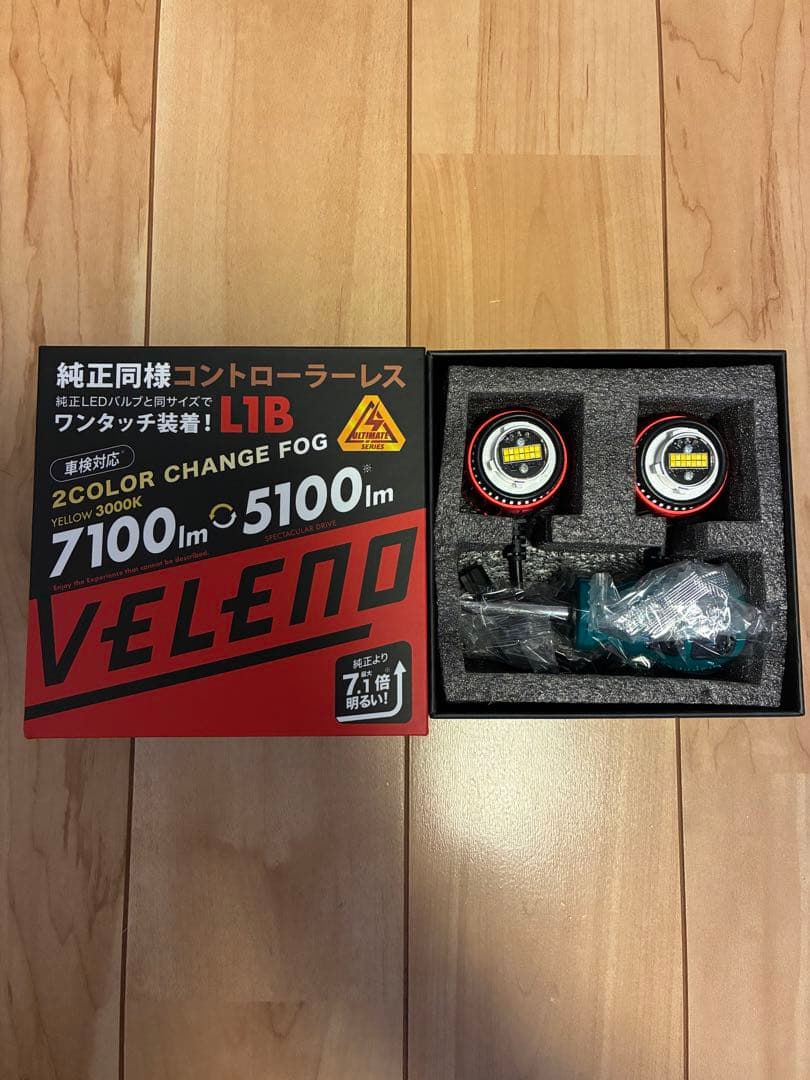 純正同様コントローラーレス
純正LEDバルブと同サイズで
ワンタッチ装着! L1B
ULTIMATE
SERIES
車検対応※
2COLOR CHANGE FOG
YELLOW 3000K
7100lm 5100lm※
SPECTACULAR DRIVE
Enjoy the Experience that cannot be described.
VELENO
純正より
最大※
7.1倍
明るい!